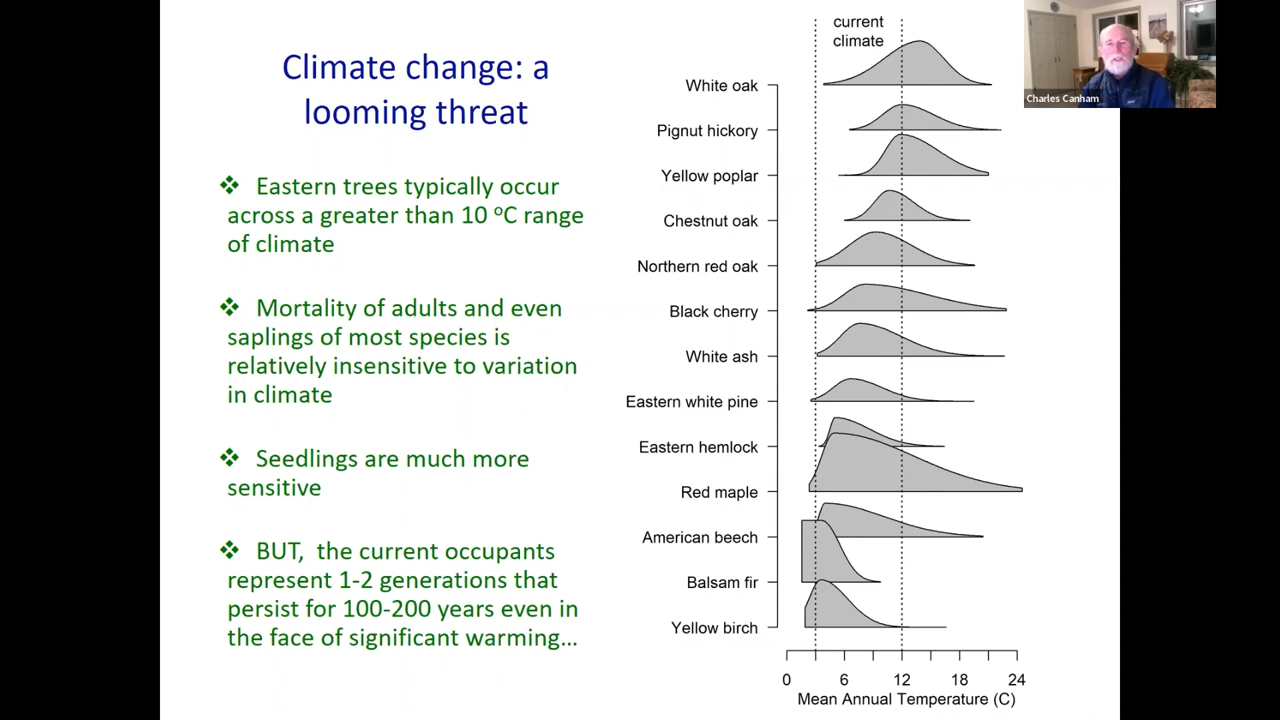 Climate change: a
looming threat
❖ Eastern trees typically occur
across a greater than 10 ºC range
of climate
❖ Mortality of adults and even
saplings of most species is
relatively insensitive to variation
in climate
❖ Seedlings are much more
sensitive
❖ BUT, the current occupants
represent 1-2 generations that
persist for 100-200 years even in
the face of significant warming…
current
climate
White oak
Pignut hickory
Yellow poplar
Chestnut oak
Northern red oak
Black cherry
White ash
Eastern white pine
Eastern hemlock
Red maple
American beech
Balsam fir
Yellow birch
0 6 12 18 24
Mean Annual Temperature (C)
Charles Canham